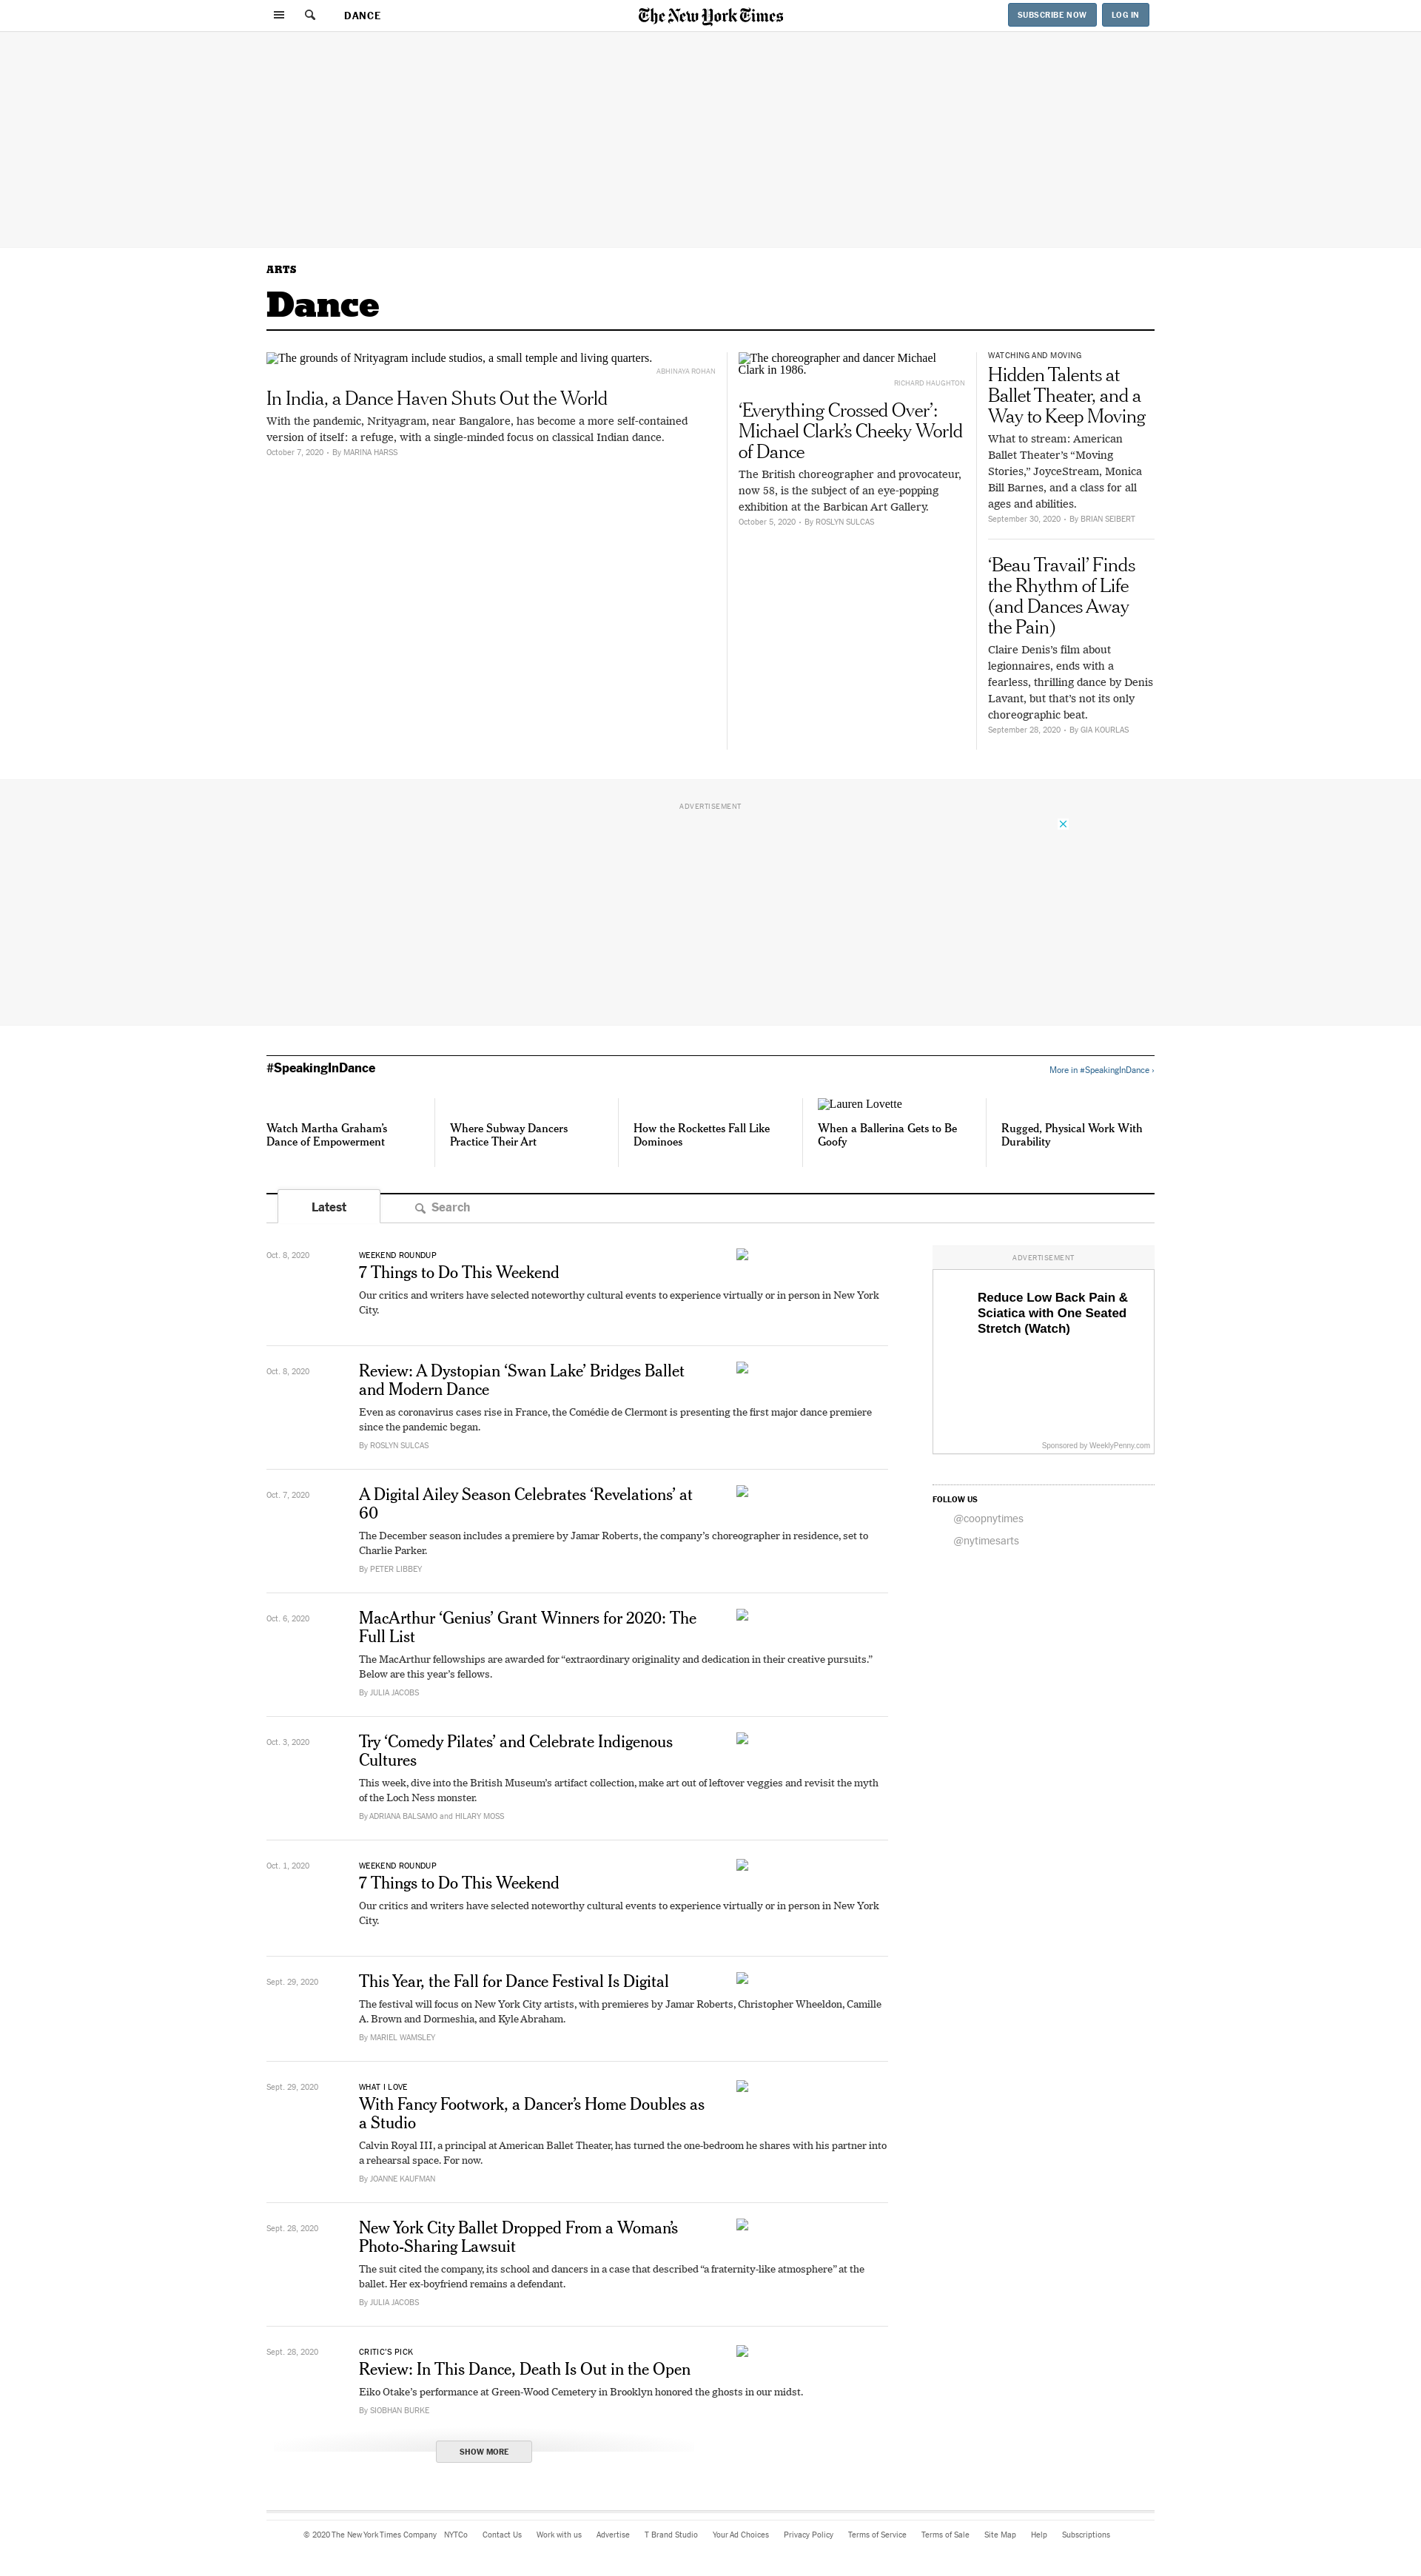 DANCE
The New York Times
SUBSCRIBE NOW
LOG IN
ARTS
Dance
The grounds of Nrityagram include studios, a small temple and living quarters.
ABHINAYA ROHAN
In India, a Dance Haven Shuts Out the World
With the pandemic, Nrityagram, near Bangalore, has become a more self-contained
version of itself: a refuge, with a single-minded focus on classical Indian dance.
October 7, 2020 • By MARINA HARSS
The choreographer and dancer Michael
Clark in 1986.
RICHARD HAUGHTON
‘Everything Crossed Over’:
Michael Clark’s Cheeky World
of Dance
The British choreographer and provocateur,
now 58, is the subject of an eye-popping
exhibition at the Barbican Art Gallery.
October 5, 2020 • By ROSLYN SULCAS
WATCHING AND MOVING
Hidden Talents at
Ballet Theater, and a
Way to Keep Moving
What to stream: American
Ballet Theater’s “Moving
Stories,” JoyceStream, Monica
Bill Barnes, and a class for all
ages and abilities.
September 30, 2020 • By BRIAN SEIBERT
‘Beau Travail’ Finds
the Rhythm of Life
(and Dances Away
the Pain)
Claire Denis’s film about
legionnaires, ends with a
fearless, thrilling dance by Denis
Lavant, but that’s not its only
choreographic beat.
September 28, 2020 • By GIA KOURLAS
ADVERTISEMENT
#SpeakingInDance
More in #SpeakingInDance ›
Watch Martha Graham’s
Dance of Empowerment
Where Subway Dancers
Practice Their Art
How the Rockettes Fall Like
Dominoes
Lauren Lovette
When a Ballerina Gets to Be
Goofy
Rugged, Physical Work With
Durability
Latest
Search
Oct. 8, 2020
WEEKEND ROUNDUP
7 Things to Do This Weekend
Our critics and writers have selected noteworthy cultural events to experience virtually or in person in New York
City.
Oct. 8, 2020
Review: A Dystopian ‘Swan Lake’ Bridges Ballet
and Modern Dance
Even as coronavirus cases rise in France, the Comédie de Clermont is presenting the first major dance premiere
since the pandemic began.
By ROSLYN SULCAS
Oct. 7, 2020
A Digital Ailey Season Celebrates ‘Revelations’ at
60
The December season includes a premiere by Jamar Roberts, the company’s choreographer in residence, set to
Charlie Parker.
By PETER LIBBEY
Oct. 6, 2020
MacArthur ‘Genius’ Grant Winners for 2020: The
Full List
The MacArthur fellowships are awarded for “extraordinary originality and dedication in their creative pursuits.”
Below are this year’s fellows.
By JULIA JACOBS
Oct. 3, 2020
Try ‘Comedy Pilates’ and Celebrate Indigenous
Cultures
This week, dive into the British Museum’s artifact collection, make art out of leftover veggies and revisit the myth
of the Loch Ness monster.
By ADRIANA BALSAMO and HILARY MOSS
Oct. 1, 2020
WEEKEND ROUNDUP
7 Things to Do This Weekend
Our critics and writers have selected noteworthy cultural events to experience virtually or in person in New York
City.
Sept. 29, 2020
This Year, the Fall for Dance Festival Is Digital
The festival will focus on New York City artists, with premieres by Jamar Roberts, Christopher Wheeldon, Camille
A. Brown and Dormeshia, and Kyle Abraham.
By MARIEL WAMSLEY
Sept. 29, 2020
WHAT I LOVE
With Fancy Footwork, a Dancer’s Home Doubles as
a Studio
Calvin Royal III, a principal at American Ballet Theater, has turned the one-bedroom he shares with his partner into
a rehearsal space. For now.
By JOANNE KAUFMAN
Sept. 28, 2020
New York City Ballet Dropped From a Woman’s
Photo-Sharing Lawsuit
The suit cited the company, its school and dancers in a case that described “a fraternity-like atmosphere” at the
ballet. Her ex-boyfriend remains a defendant.
By JULIA JACOBS
Sept. 28, 2020
CRITIC’S PICK
Review: In This Dance, Death Is Out in the Open
Eiko Otake’s performance at Green-Wood Cemetery in Brooklyn honored the ghosts in our midst.
By SIOBHAN BURKE
SHOW MORE
ADVERTISEMENT
Reduce Low Back Pain &
Sciatica with One Seated
Stretch (Watch)
Sponsored by WeeklyPenny.com
FOLLOW US
@coopnytimes
@nytimesarts
© 2020 The New York Times Company NYTCo Contact Us Work with us Advertise T Brand Studio Your Ad Choices Privacy Policy Terms of Service Terms of Sale Site Map Help Subscriptions